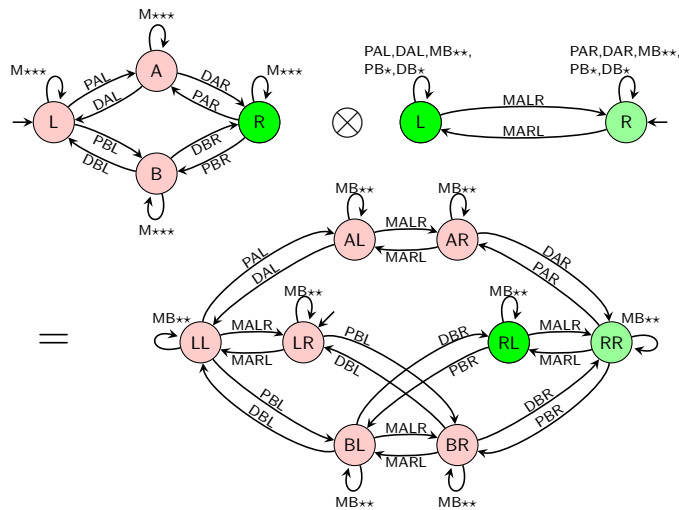 M⋆⋆⋆
M⋆⋆⋆
PAL
A
DAR
M⋆⋆⋆
DAL
PAR
L
R
PBL
DBR
DBL
B
PBR
M⋆⋆⋆
⊗
PAL,DAL,MB⋆⋆,
PB⋆,DB⋆
PAR,DAR,MB⋆⋆,
PB⋆,DB⋆
MALR
L
R
MARL
=
MB⋆⋆
MB⋆⋆
MALR
AL
AR
MARL
PAL
DAL
DAR
PAR
MB⋆⋆
MB⋆⋆
MB⋆⋆
MB⋆⋆
MALR
PBL
DBR
MALR
LL
LR
RL
RR
MARL
DBL
PBR
MARL
PBL
DBL
DBR
PBR
MALR
BL
BR
MARL
MB⋆⋆
MB⋆⋆